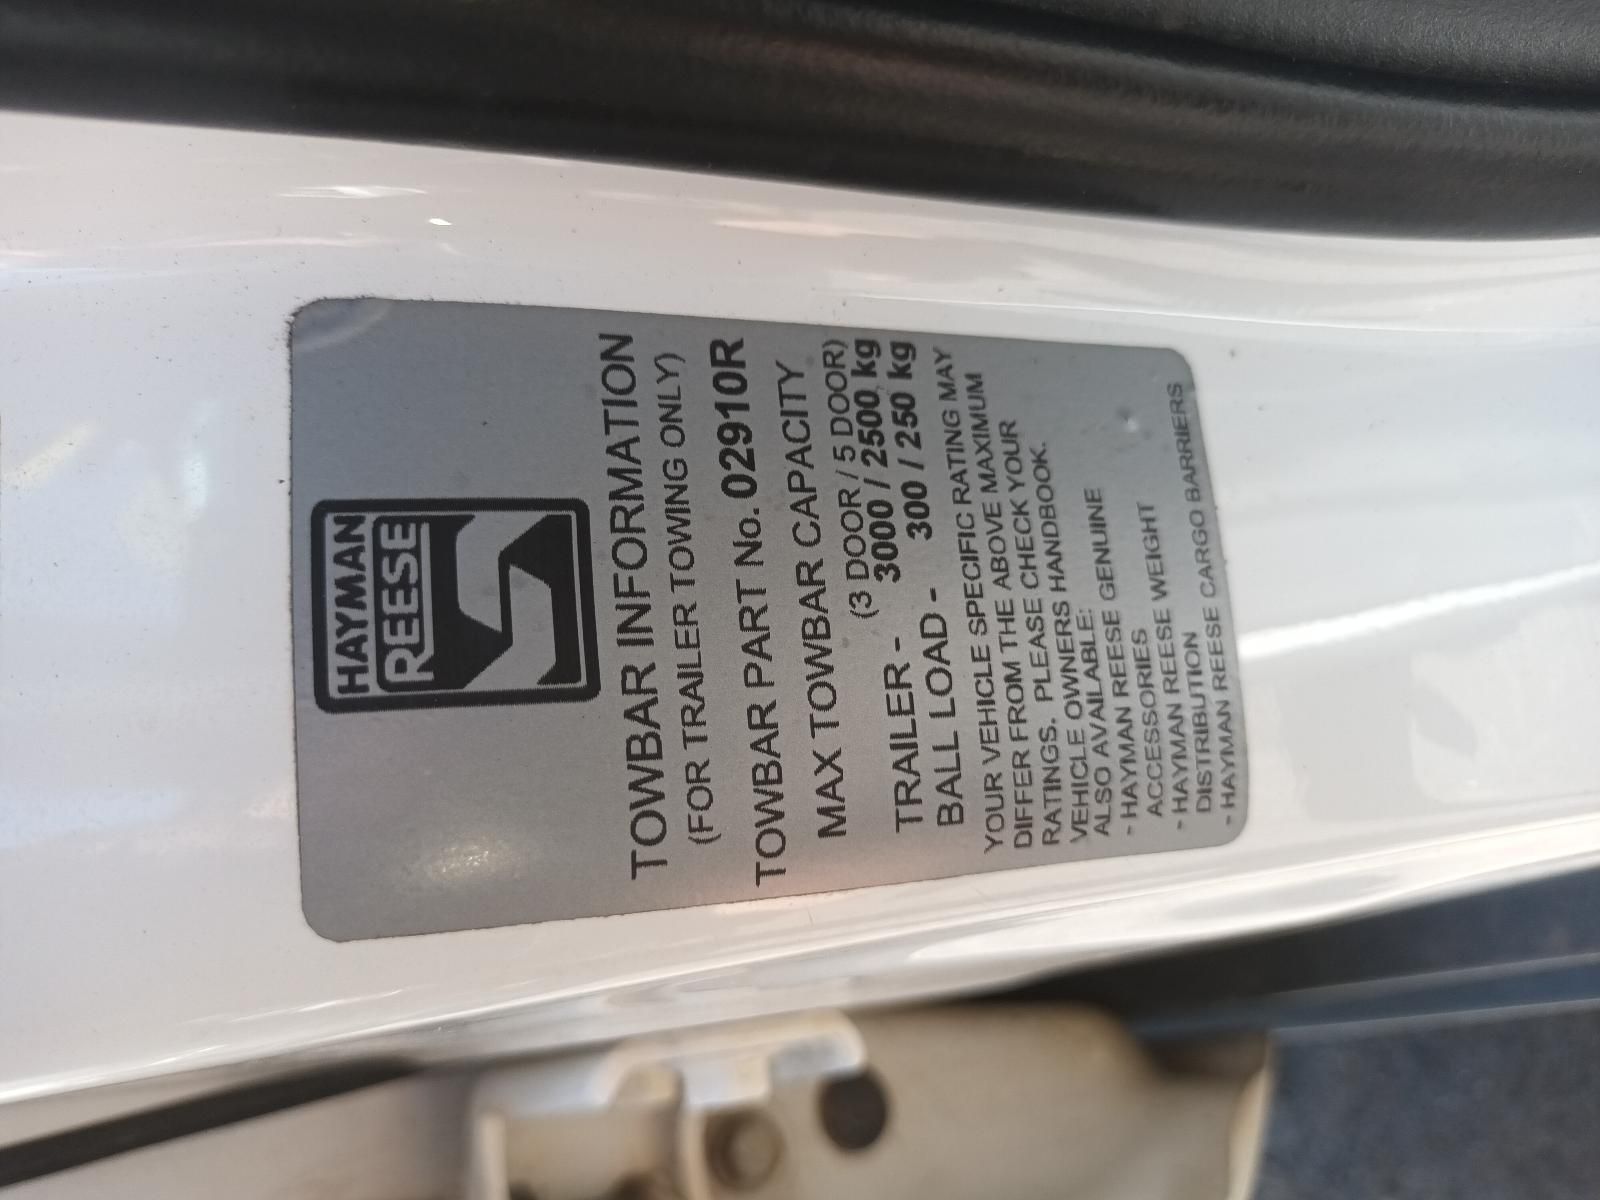 HAYMAN
REESE
TOWBAR INFORMATION
(FOR TRAILER TOWING ONLY)
TOWBAR PART No. 02910R
MAX TOWBAR CAPACITY
(3 DOOR / 5 DOOR)
TRAILER - 3000 / 2500 kg
BALL LOAD - 300 / 250 kg
YOUR VEHICLE SPECIFIC RATING MAY
DIFFER FROM THE ABOVE MAXIMUM
RATINGS. PLEASE CHECK YOUR
VEHICLE OWNERS HANDBOOK.
ALSO AVAILABLE:
- HAYMAN REESE GENUINE
ACCESSORIES
- HAYMAN REESE WEIGHT
DISTRIBUTION
- HAYMAN REESE CARGO BARRIERS